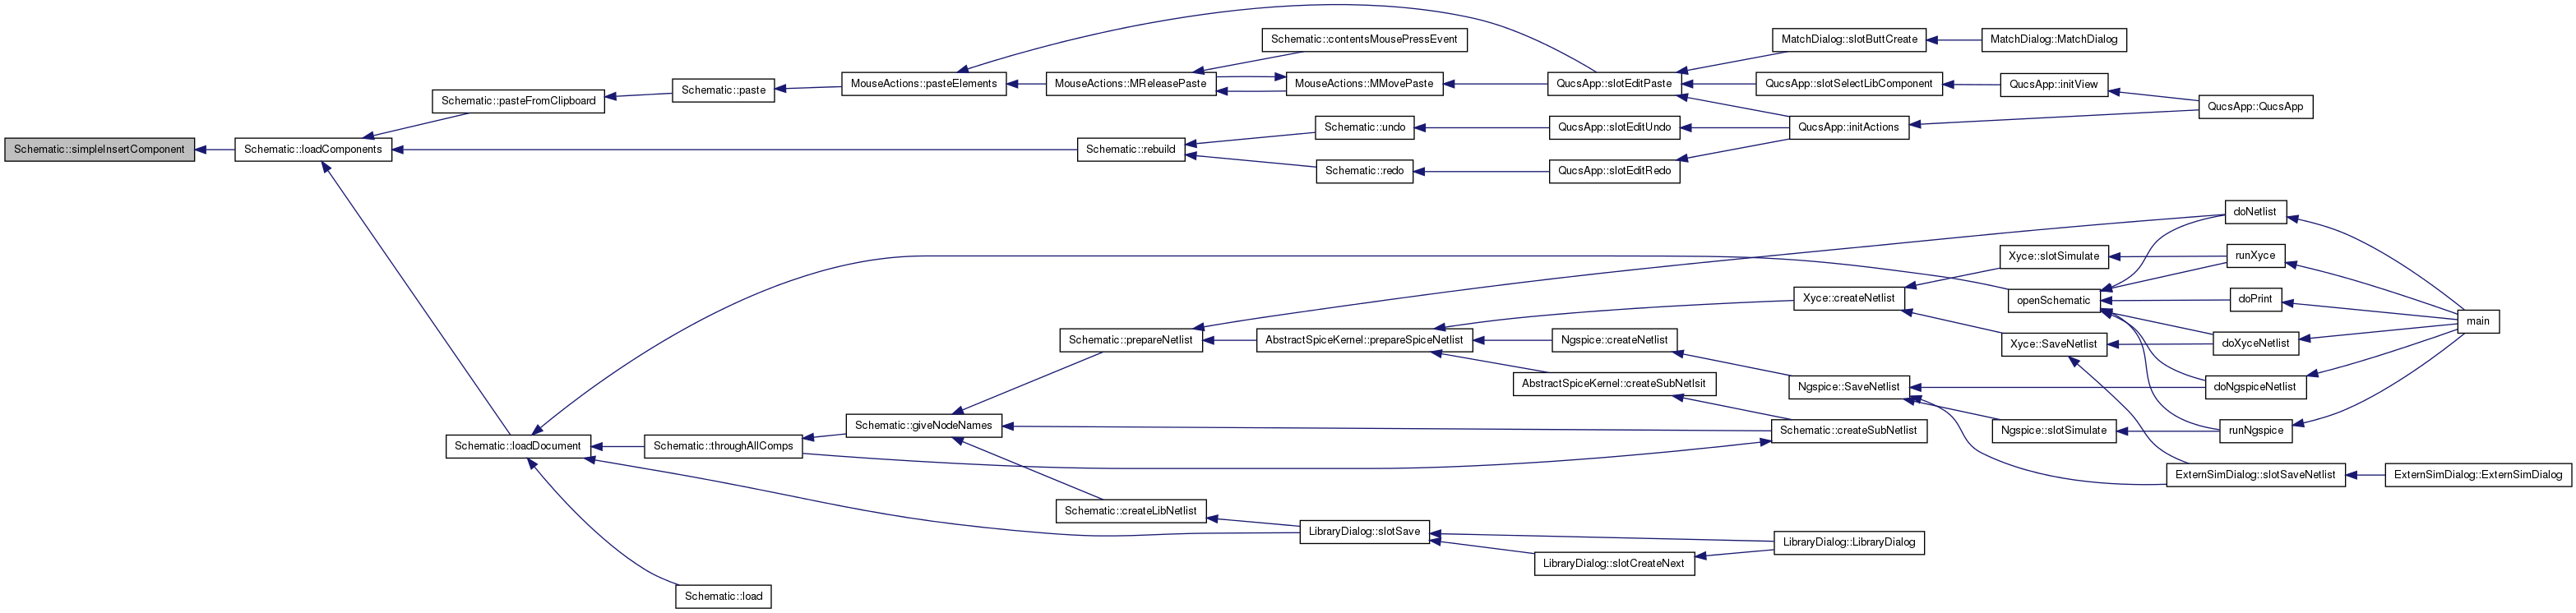 Schematic::simpleInsertComponent
Schematic::loadComponents
Schematic::pasteFromClipboard
Schematic::paste
MouseActions::pasteElements
MouseActions::MReleasePaste
Schematic::contentsMousePressEvent
MouseActions::MMovePaste
QucsApp::slotEditPaste
MatchDialog::slotButtCreate
MatchDialog::MatchDialog
QucsApp::slotSelectLibComponent
QucsApp::initView
QucsApp::QucsApp
QucsApp::initActions
Schematic::rebuild
Schematic::undo
QucsApp::slotEditUndo
Schematic::redo
QucsApp::slotEditRedo
Schematic::loadDocument
Schematic::throughAllComps
Schematic::giveNodeNames
Schematic::prepareNetlist
AbstractSpiceKernel::prepareSpiceNetlist
Ngspice::createNetlist
AbstractSpiceKernel::createSubNetlsit
Xyce::createNetlist
Xyce::slotSimulate
Xyce::SaveNetlist
Ngspice::SaveNetlist
Ngspice::slotSimulate
Schematic::createSubNetlist
openSchematic
doNetlist
runXyce
doPrint
doXyceNetlist
doNgspiceNetlist
runNgspice
main
ExternSimDialog::slotSaveNetlist
ExternSimDialog::ExternSimDialog
Schematic::createLibNetlist
LibraryDialog::slotSave
LibraryDialog::LibraryDialog
LibraryDialog::slotCreateNext
Schematic::load